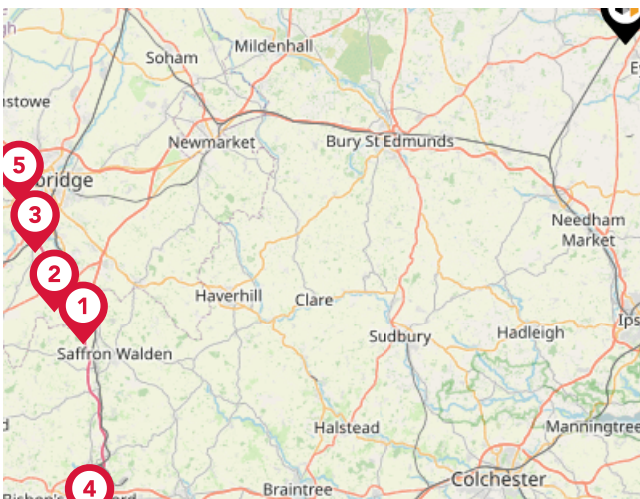 Mildenhall
Soham
nstowe
Newmarket
Bury St Edmunds
5
bridge
3
Needham
Market
2
1
Haverhill
Clare
Ips
Sudbury
Hadleigh
Saffron Walden
Halstead
Manningtree
4
Colchester
Braintree